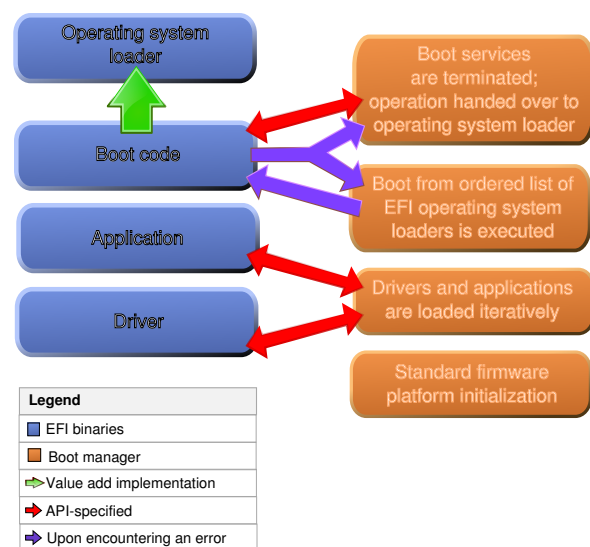 Operating system
loader
Boot code
Application
Driver
Boot services
are terminated;
operation handed over to
operating system loader
Boot from ordered list of
EFI operating system
loaders is executed
Drivers and applications
are loaded iteratively
Standard firmware
platform initialization
Legend
EFI binaries
Boot manager
Value add implementation
API-specified
Upon encountering an error